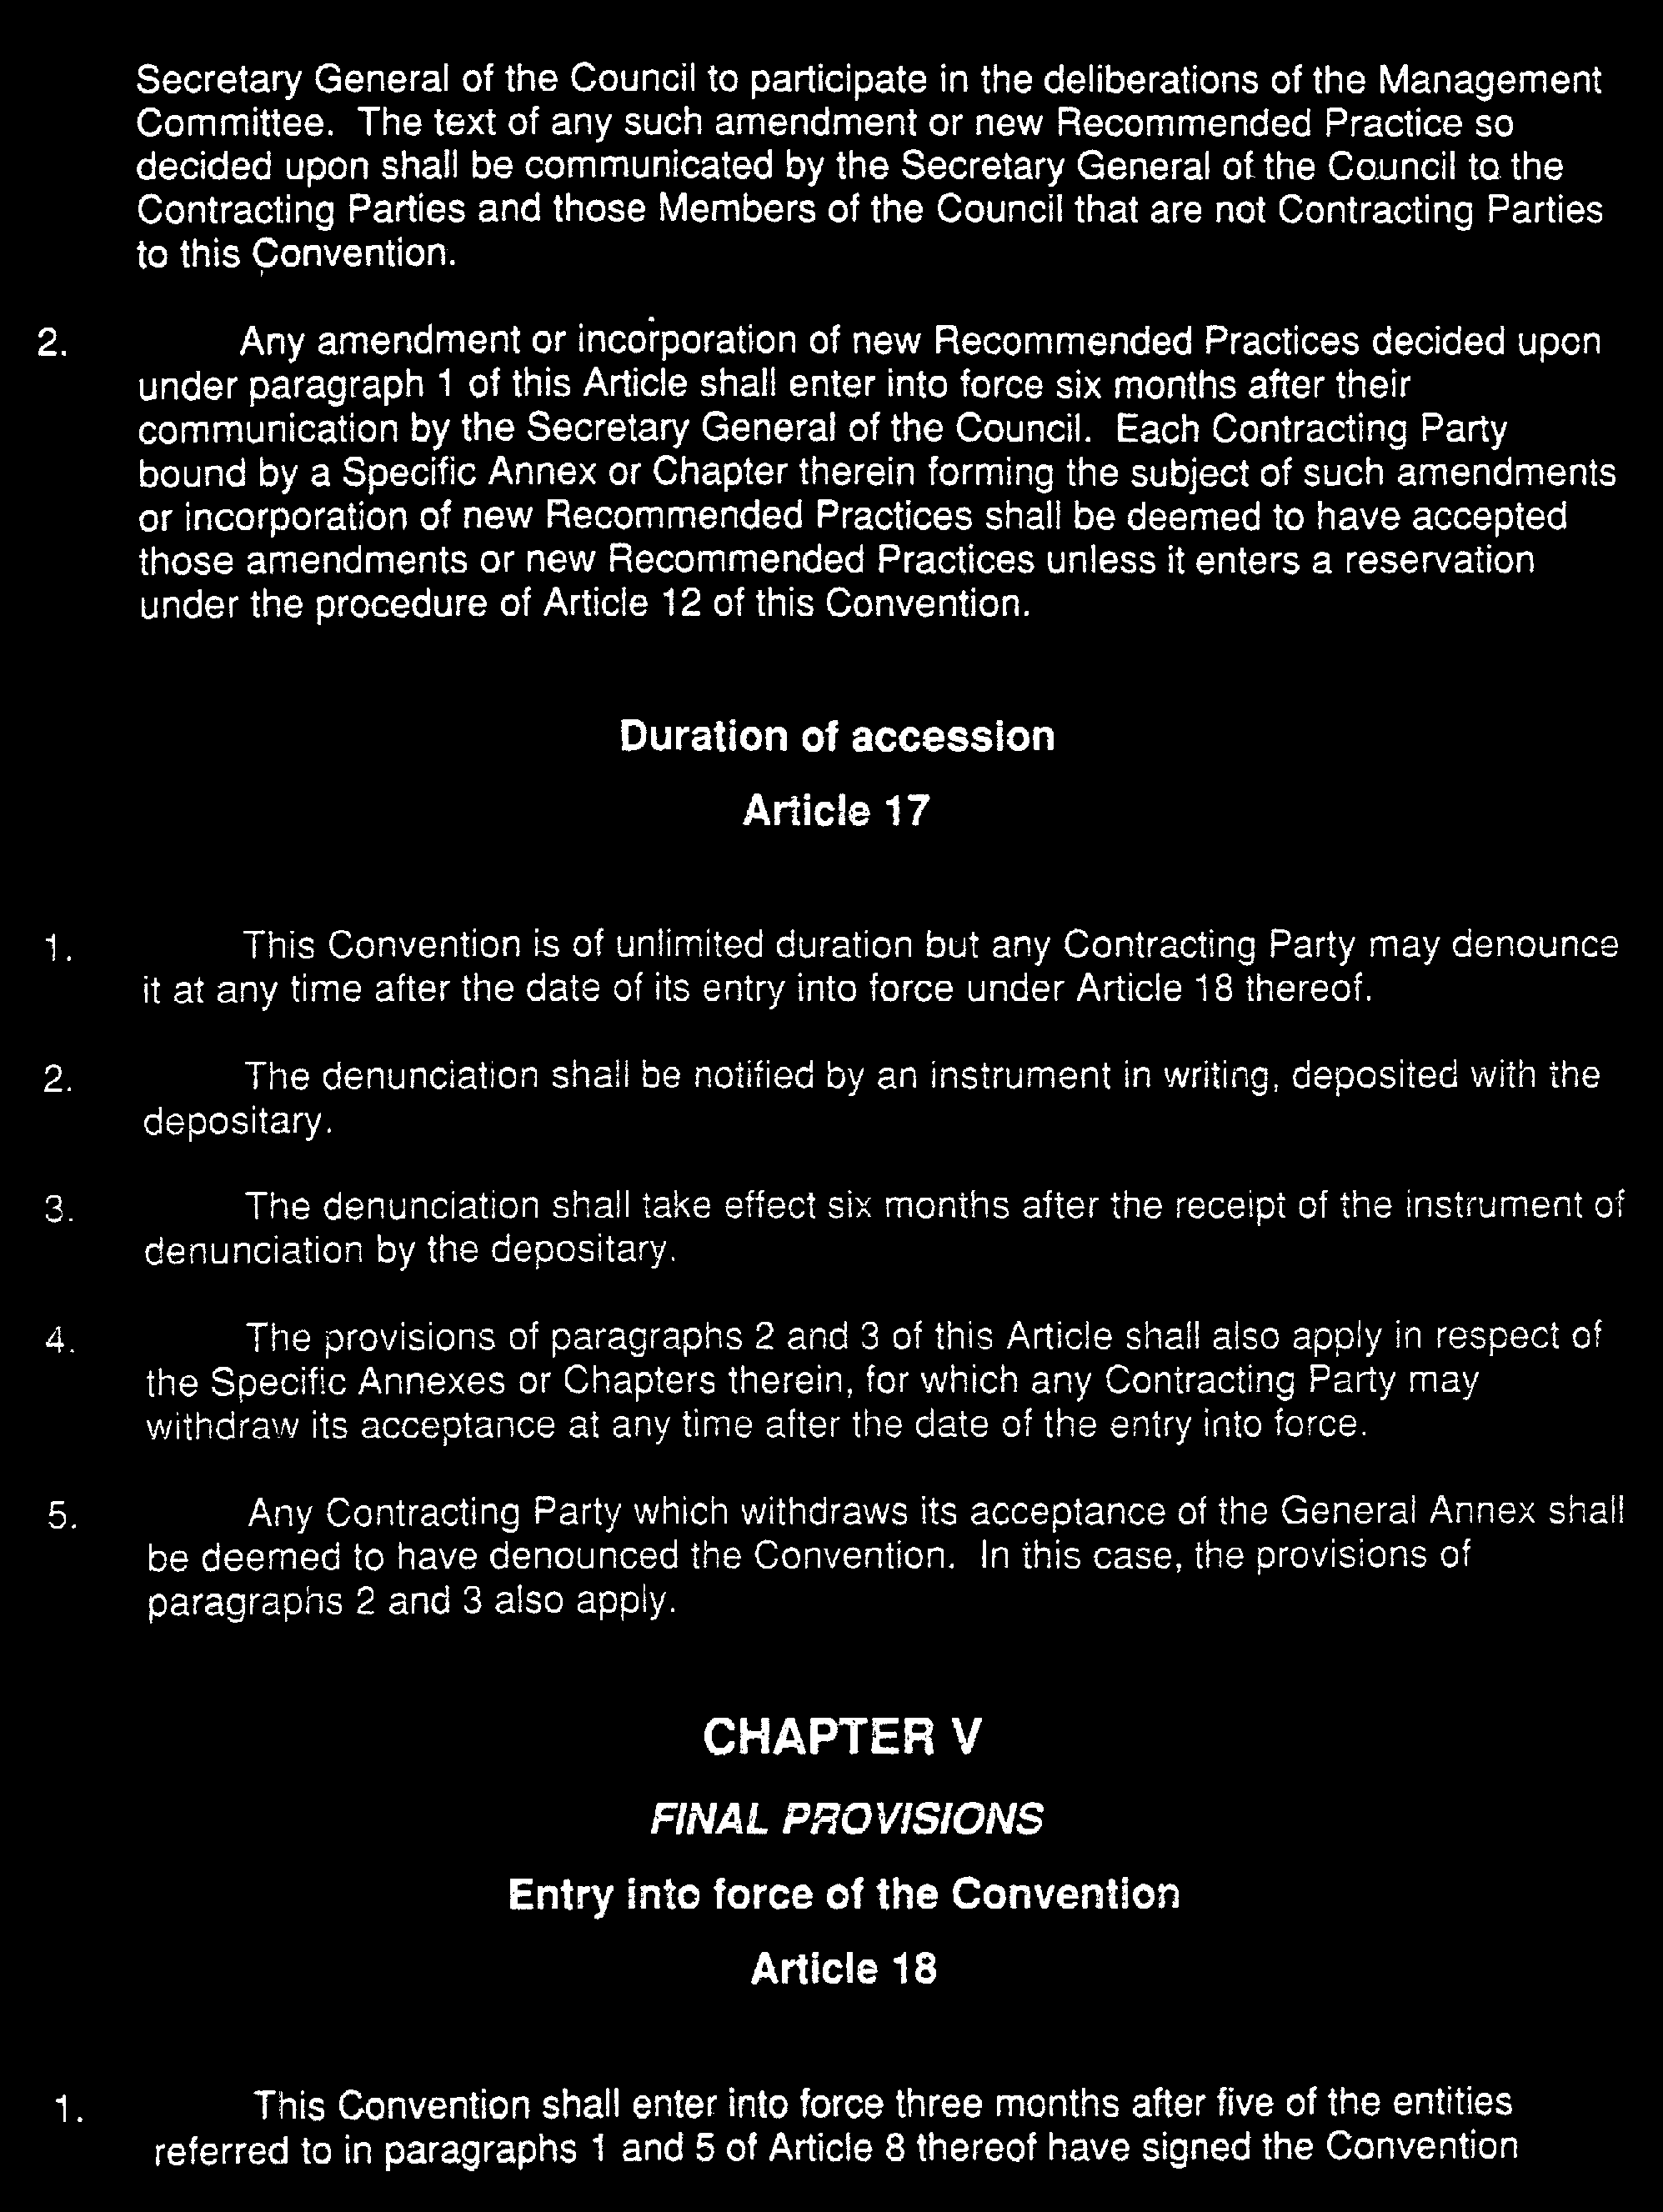 Secretary General of the Council to participate in the deliberations of the Management
Committee. The text of any such amendment or new Recommended Practice so
decided upon shall be communicated by the Secretary General of the Council to the
Contracting Parties and those Members of the Council that are not Contracting Parties
to this Convention.
2. Any amendment or incorporation of new Recommended Practices decided upon
under paragraph 1 of this Article shall enter into force six months after their
communication by the Secretary General of the Council. Each Contracting Party
bound by a Specific Annex or Chapter therein forming the subject of such amendments
or incorporation of new Recommended Practices shall be deemed to have accepted
those amendments or new Recommended Practices unless it enters a reservation
under the procedure of Article 12 of this Convention.
Duration of accession
Article 17
1. This Convention is of unlimited duration but any Contracting Party may denounce
it at any time after the date of its entry into force under Article 18 thereof.
2. The denunciation shall be notified by an instrument in writing, deposited with the
depositary.
3. The denunciation shall take effect six months after the receipt of the instrument of
denunciation by the depositary.
4. The provisions of paragraphs 2 and 3 of this Article shall also apply in respect of
the Specific Annexes or Chapters therein, for which any Contracting Party may
withdraw its acceptance at any time after the date of the entry into force.
5. Any Contracting Party which withdraws its acceptance of the General Annex shall
be deemed to have denounced the Convention. In this case, the provisions of
paragraphs 2 and 3 also apply.
CHAPTER V
FINAL PROVISIONS
Entry into force of the Convention
Article 18
1. This Convention shall enter into force three months after five of the entities
referred to in paragraphs 1 and 5 of Article 8 thereof have signed the Convention